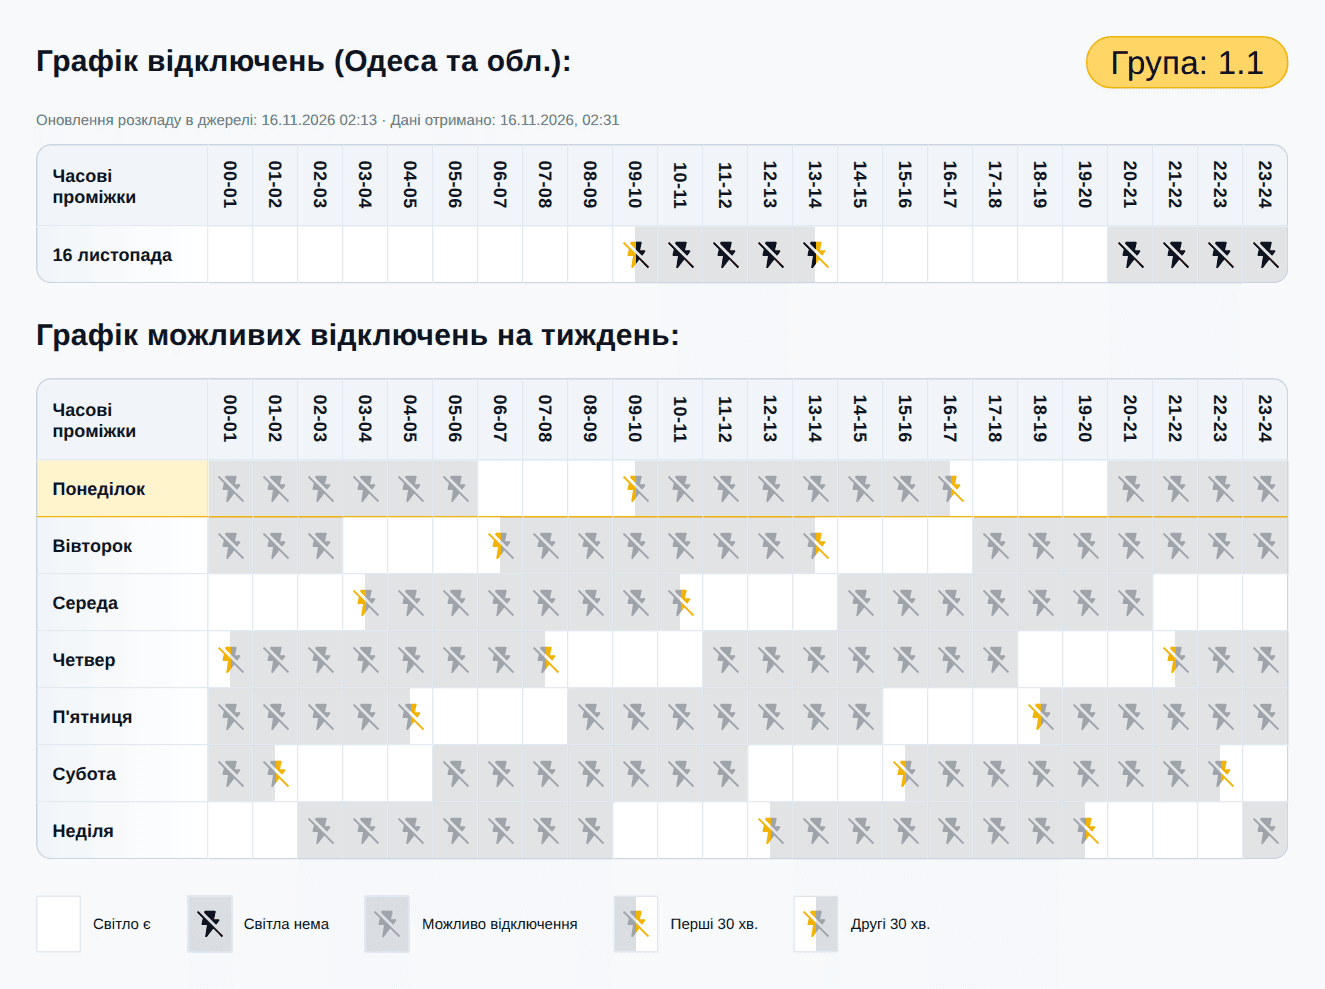 Графік відключень (Одеса та обл.):
Група: 1.1
Оновлення розкладу в джерелі: 16.11.2026 02:13 · Дані отримано: 16.11.2026, 02:31
Часові проміжки 00-01 01-02 02-03 03-04 04-05 05-06 06-07 07-08 08-09 09-10 10-11 11-12 12-13 13-14 14-15 15-16 16-17 17-18 18-19 19-20 20-21 21-22 22-23 23-24
16 листопада
Графік можливих відключень на тиждень:
Часові проміжки 00-01 01-02 02-03 03-04 04-05 05-06 06-07 07-08 08-09 09-10 10-11 11-12 12-13 13-14 14-15 15-16 16-17 17-18 18-19 19-20 20-21 21-22 22-23 23-24
Понеділок
Вівторок
Середа
Четвер
П'ятниця
Субота
Неділя
Світло є Світла нема Можливо відключення Перші 30 хв. Другі 30 хв.